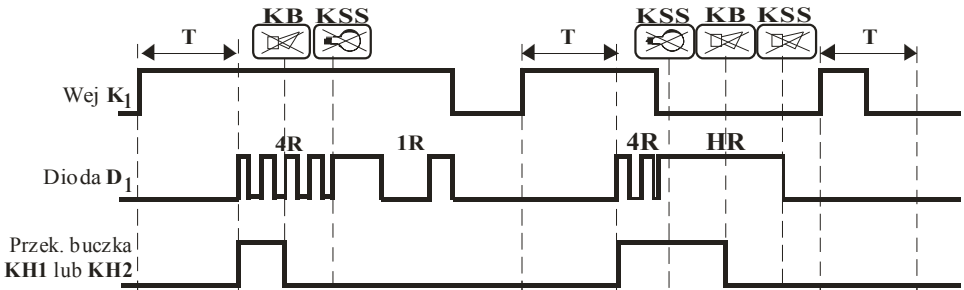 KB KSS KSS KB KSS
T T T
Wej K1
4R 1R 4R HR
Dioda D1
Przek. buczka
KH1 lub KH2